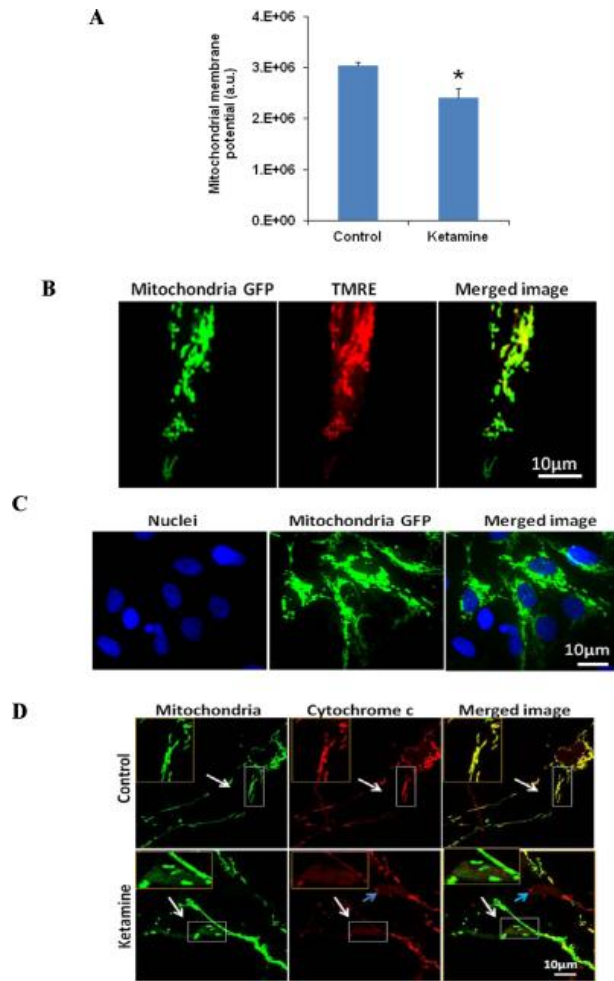 A
Mitochondrial membrane
potential (a.u.)
4.E+06
3.E+06
2.E+06
1.E+06
0.E+00
*
Control
Ketamine
B
Mitochondria GFP
TMRE
Merged image
10μm
C
Nuclei
Mitochondria GFP
Merged image
10μm
D
Mitochondria
Cytochrome c
Merged image
Control
Ketamine
10μm